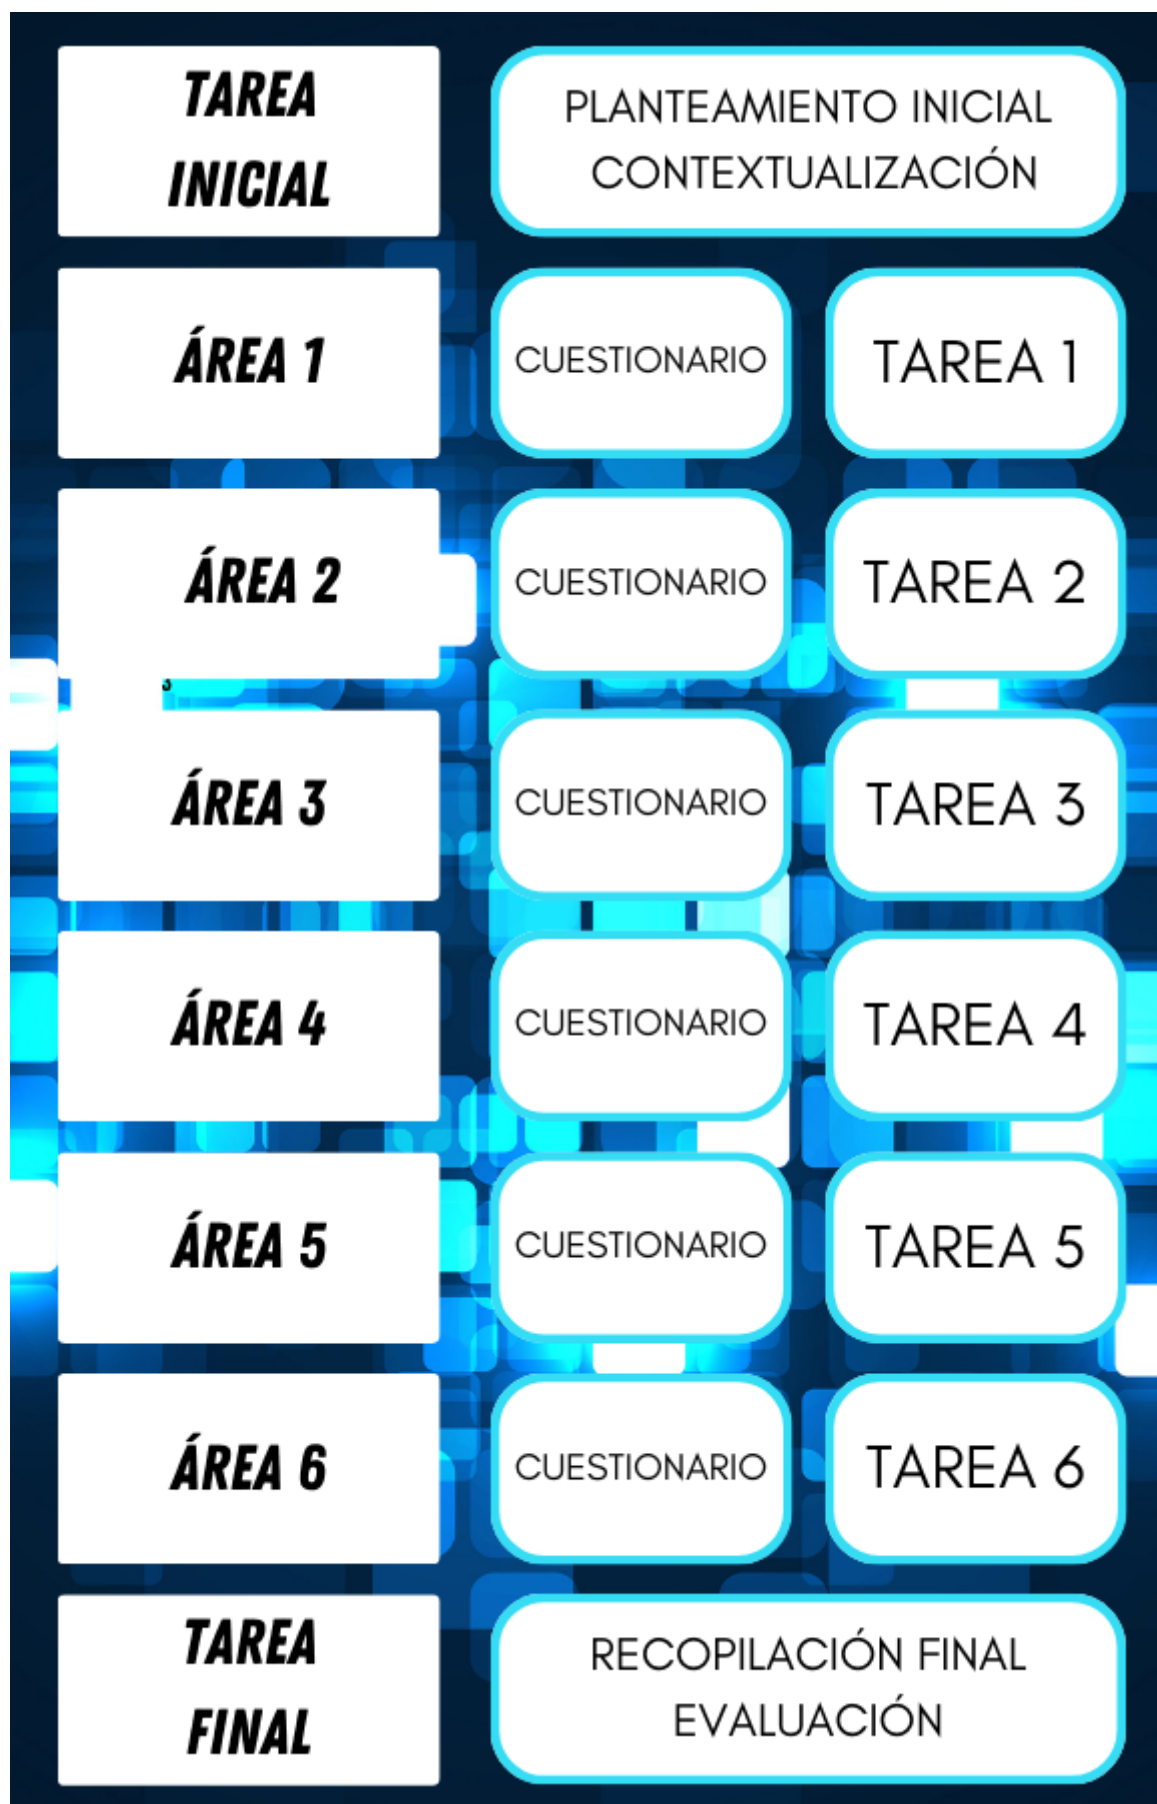 TAREA
INICIAL
PLANTEAMIENTO INICIAL
CONTEXTUALIZACIÓN
ÁREA 1
CUESTIONARIO
TAREA 1
ÁREA 2
CUESTIONARIO
TAREA 2
3
ÁREA 3
CUESTIONARIO
TAREA 3
ÁREA 4
CUESTIONARIO
TAREA 4
ÁREA 5
CUESTIONARIO
TAREA 5
ÁREA 6
CUESTIONARIO
TAREA 6
TAREA
FINAL
RECOPILACIÓN FINAL
EVALUACIÓN